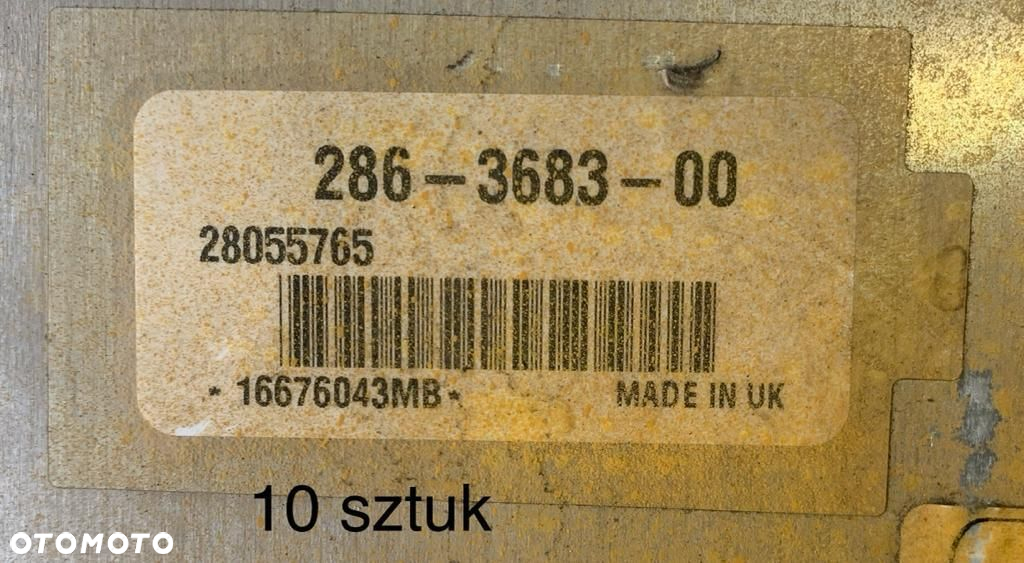 286-3683-00
28055765
* 16676043MB *
MADE IN UK
10 sztuk
OTOMOTO